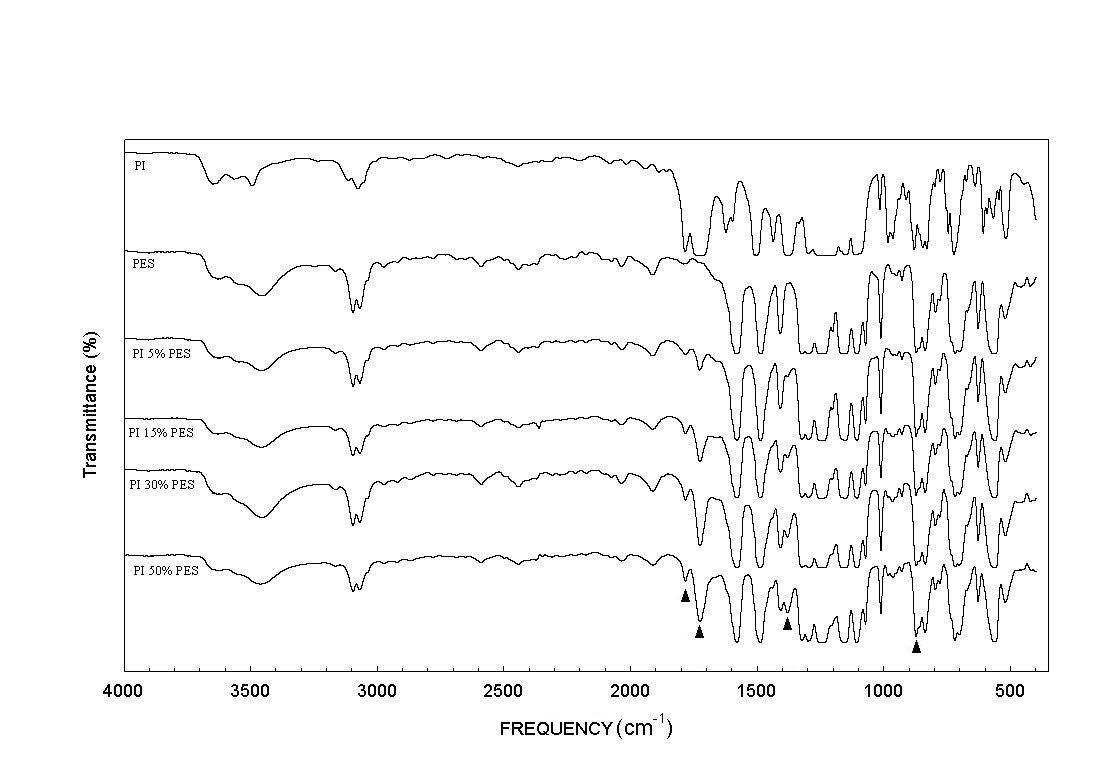 PI
PES
PI 5% PES
PI 15% PES
PI 30% PES
PI 50% PES
Transmittance (%)
4000 3500 3000 2500 2000 1500 1000 500
FREQUENCY (cm⁻¹)